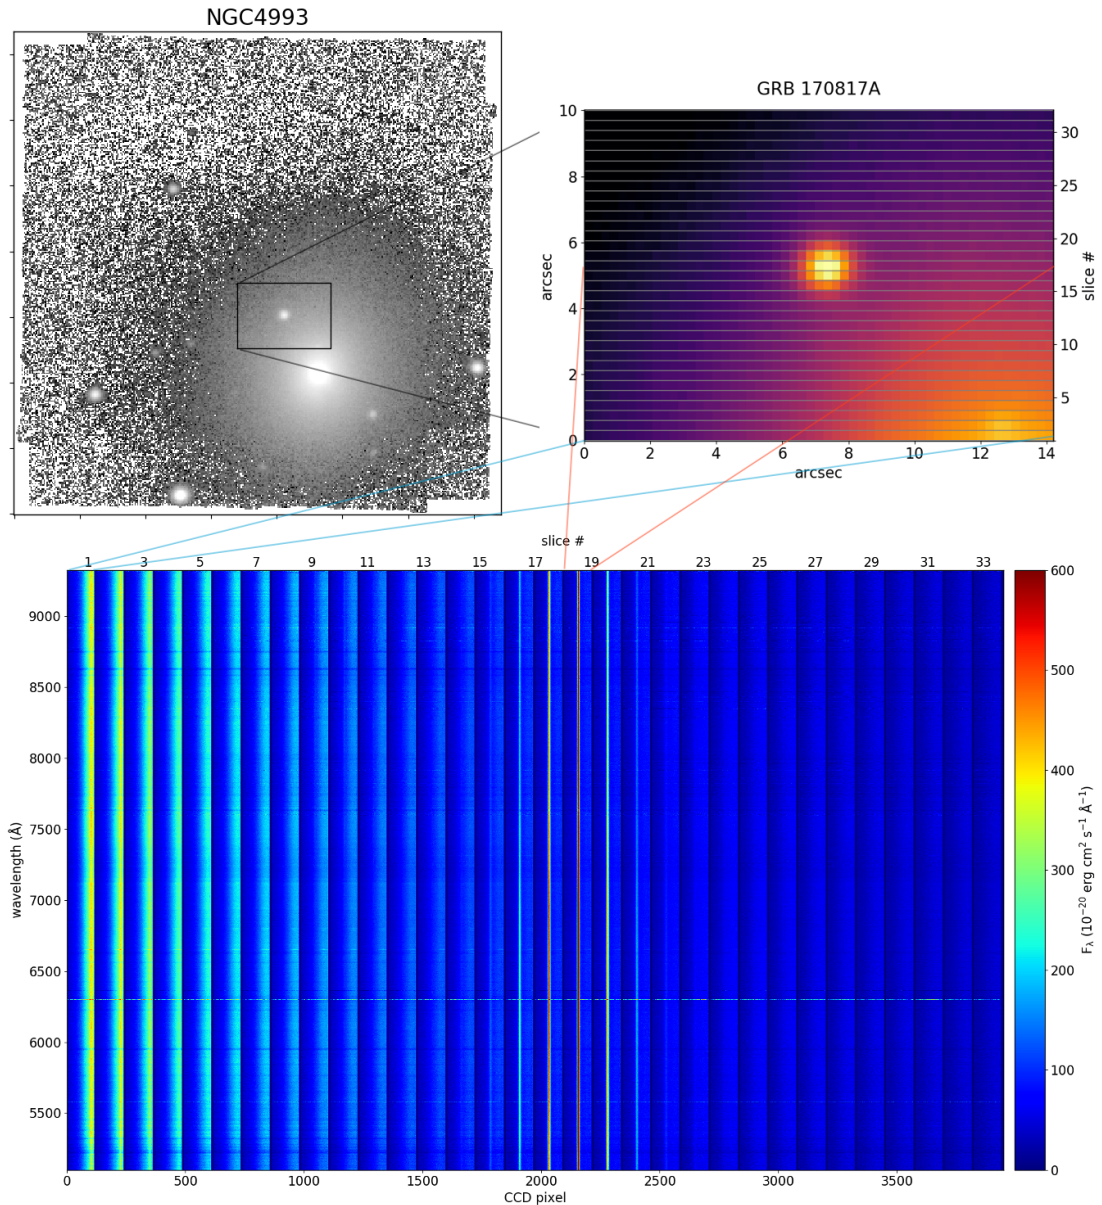 NGC4993
GRB 170817A
10
8
6
4
2
0
arcsec
30
25
20
15
10
5
slice #
0 2 4 6 8 10 12 14
arcsec
slice #
1 3 5 7 9 11 13 15 17 19 21 23 25 27 29 31 33
9000
8500
8000
7500
7000
6500
6000
5500
wavelength (Å)
0 500 1000 1500 2000 2500 3000 3500
CCD pixel
600
500
400
300
200
100
0
Fλ (10⁻²⁰ erg cm² s⁻¹ Å⁻¹)